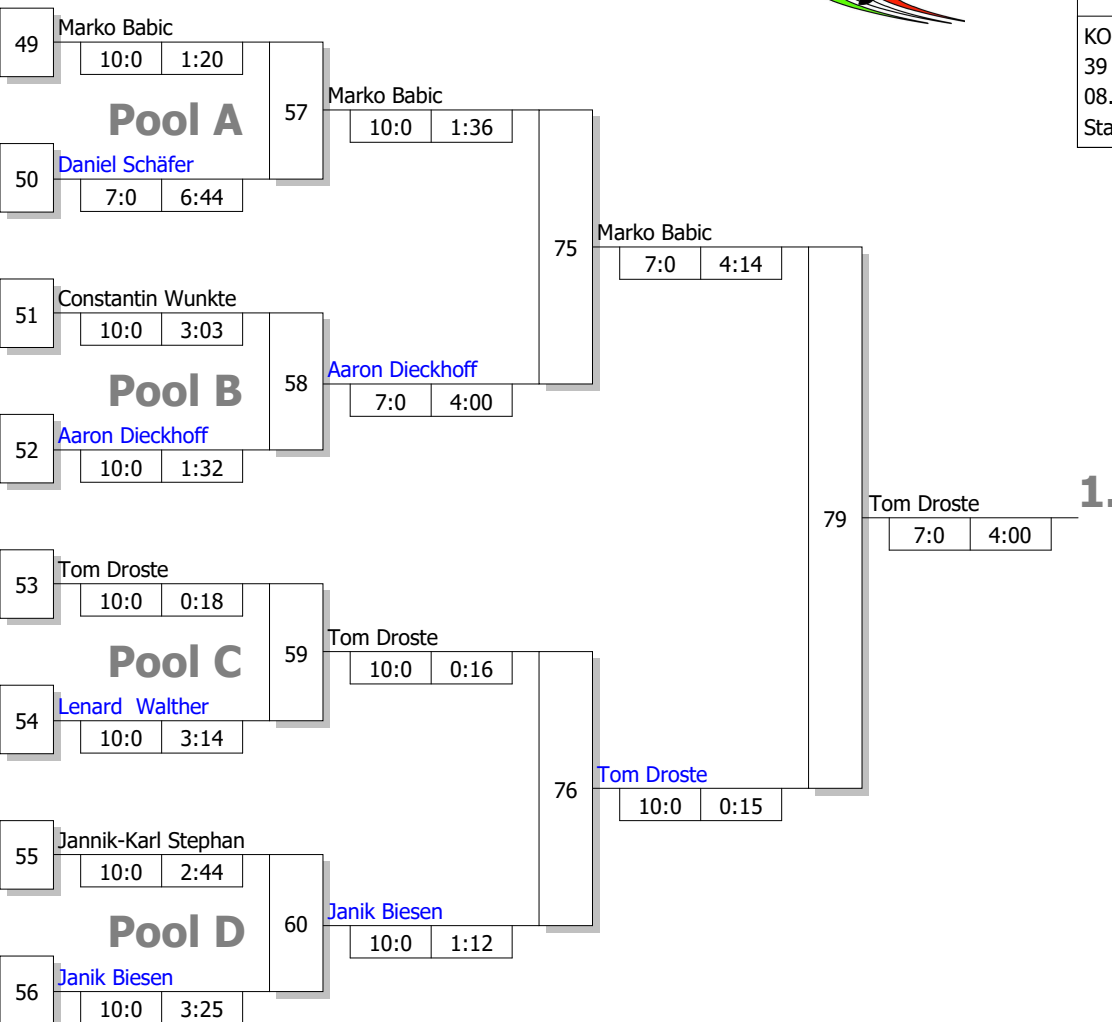 49
Marko Babic
10:0 1:20
Pool A
50
Daniel Schäfer
7:0 6:44
57
Marko Babic
10:0 1:36
51
Constantin Wunkte
10:0 3:03
Pool B
52
Aaron Dieckhoff
10:0 1:32
58
Aaron Dieckhoff
7:0 4:00
75
Marko Babic
7:0 4:14
53
Tom Droste
10:0 0:18
Pool C
54
Lenard Walther
10:0 3:14
59
Tom Droste
10:0 0:16
55
Jannik-Karl Stephan
10:0 2:44
Pool D
56
Janik Biesen
10:0 3:25
60
Janik Biesen
10:0 1:12
76
Tom Droste
10:0 0:15
79
Tom Droste
7:0 4:00
1.
KO
39
08.